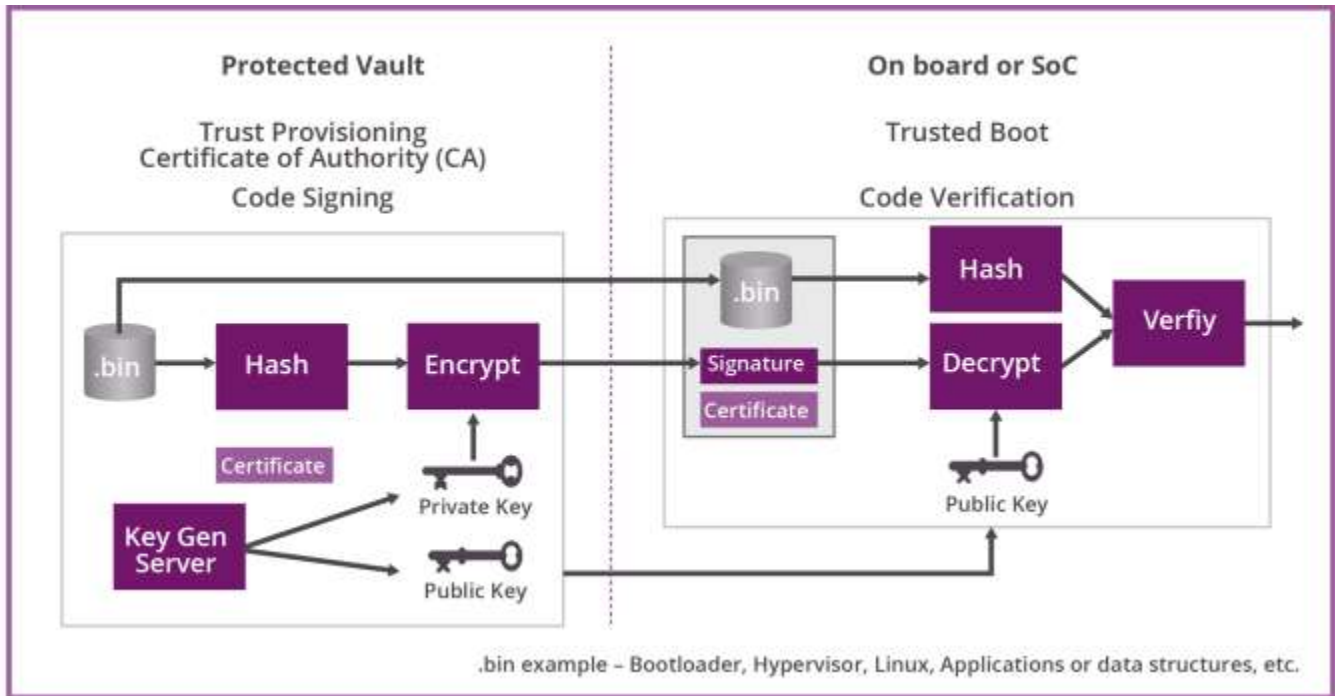 Protected Vault
Trust Provisioning
Certificate of Authority (CA)
Code Signing
.bin
Hash
Encrypt
Certificate
Private Key
Key Gen
Server
Public Key
On board or SoC
Trusted Boot
Code Verification
.bin
Signature
Certificate
Hash
Decrypt
Verfiy
Public Key
.bin example – Bootloader, Hypervisor, Linux, Applications or data structures, etc.